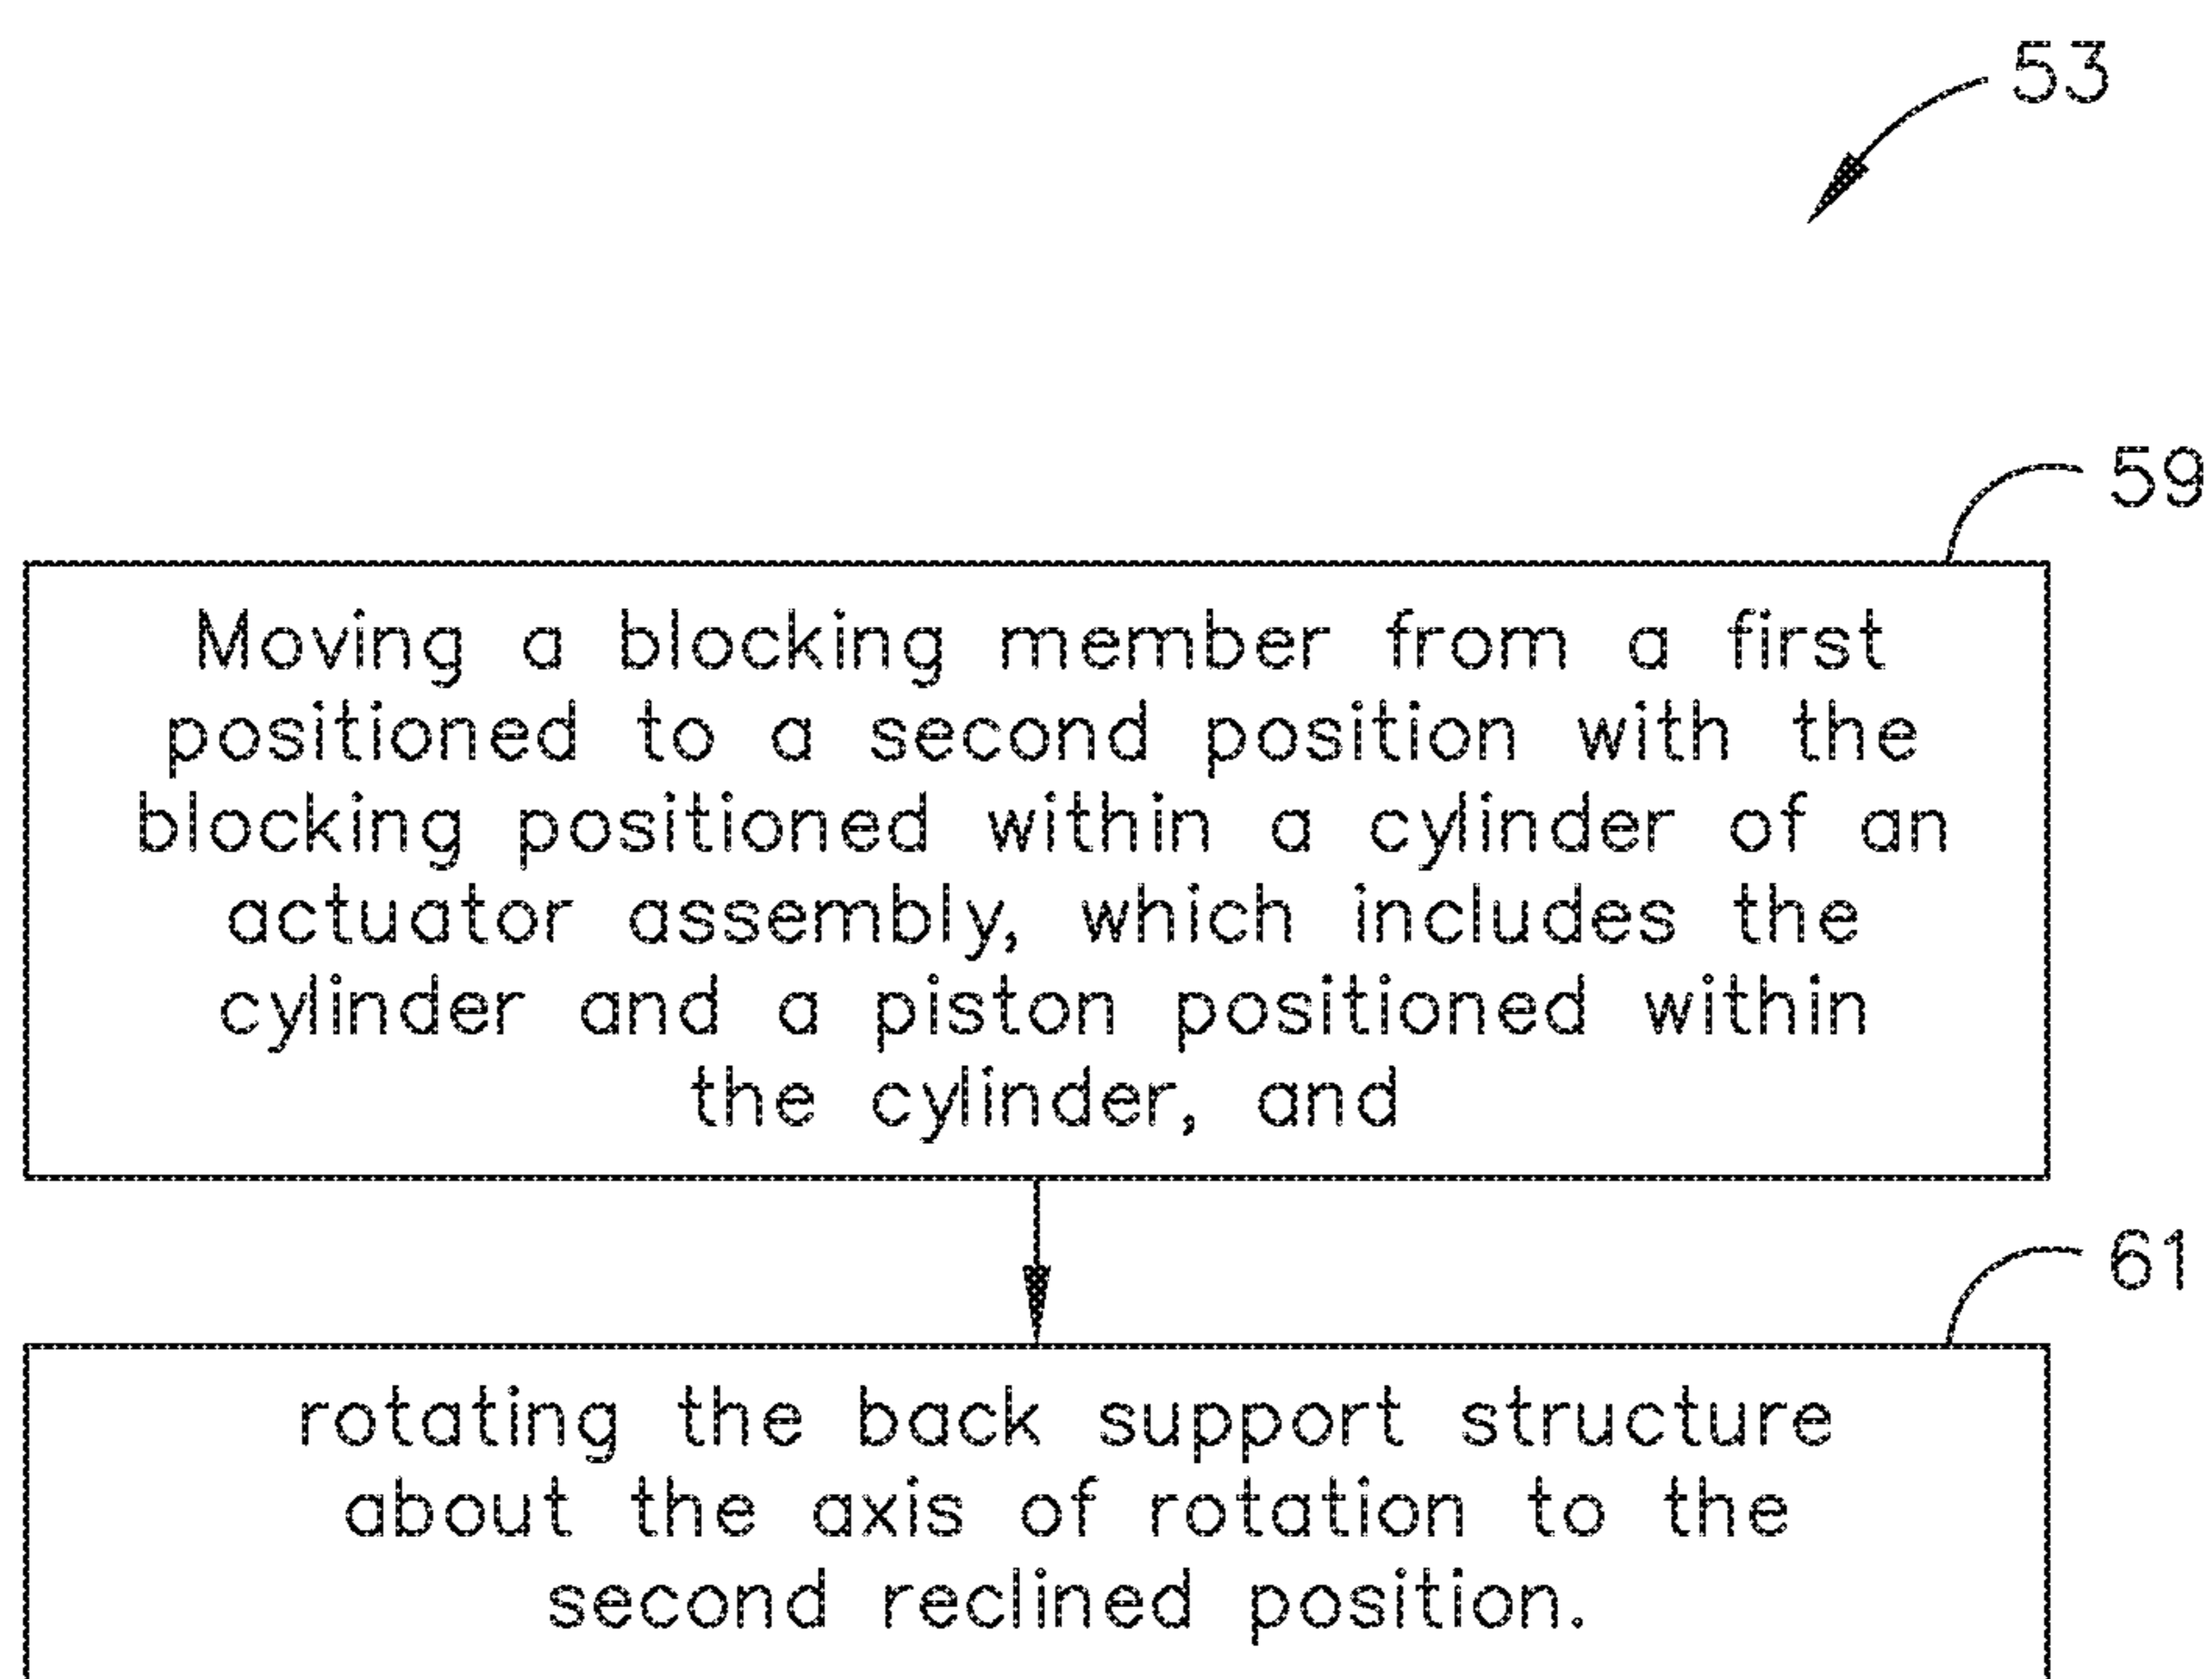 53
59
Moving a blocking member from a first
positioned to a second position with the
blocking positioned within a cylinder of an
actuator assembly, which includes the
cylinder and a piston positioned within
the cylinder, and
61
rotating the back support structure
about the axis of rotation to the
second reclined position.